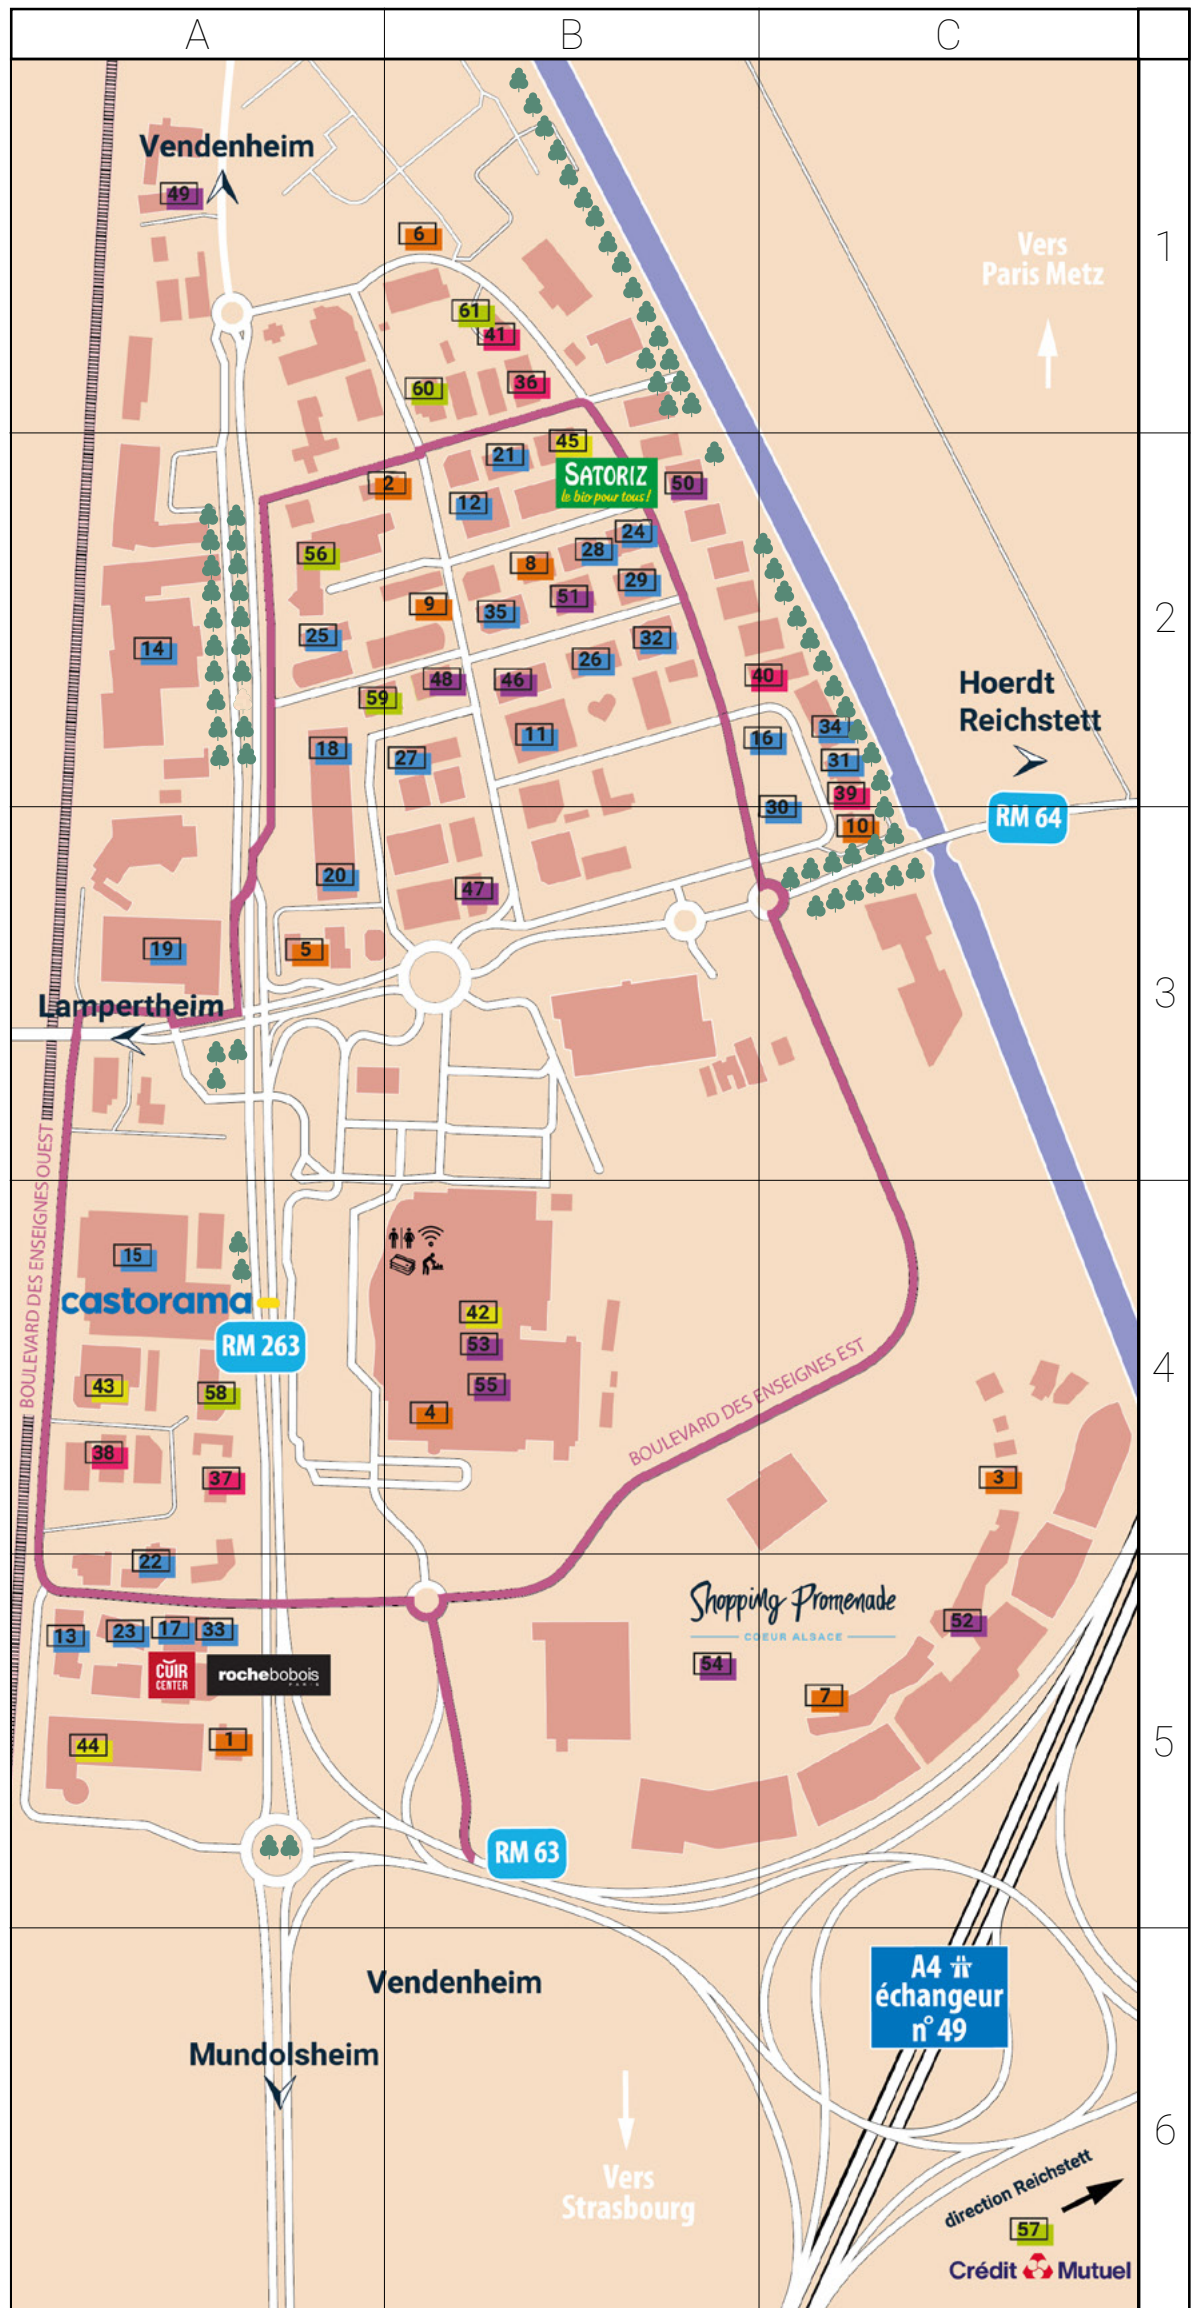 A
B
C
Vendenheim
49
1
6
Vers
Paris Metz
61
41
60
36
45
21
SATORIZ
le bio pour tous!
2
50
12
24
56
28
8
29
51
9
35
25
2
14
32
26
40
48
46
59
Hoerdt
Reichstett
34
11
16
18
27
31
39
30
RM 64
10
20
47
19
5
3
Lampertheim
BOULEVARD DES ENSEIGNES OUEST
15
castorama
42
RM 263
53
BOULEVARD DES ENSEIGNES EST
4
43
58
55
4
38
37
3
22
Shopping Promenade
COEUR ALSACE
52
13
23
17
33
54
CUIR
CENTER
rochebobois
PARIS
7
1
44
5
RM 63
Vendenheim
A4
échangeur
n° 49
Mundolsheim
6
Vers
Strasbourg
direction Reichstett
57
Crédit Mutuel